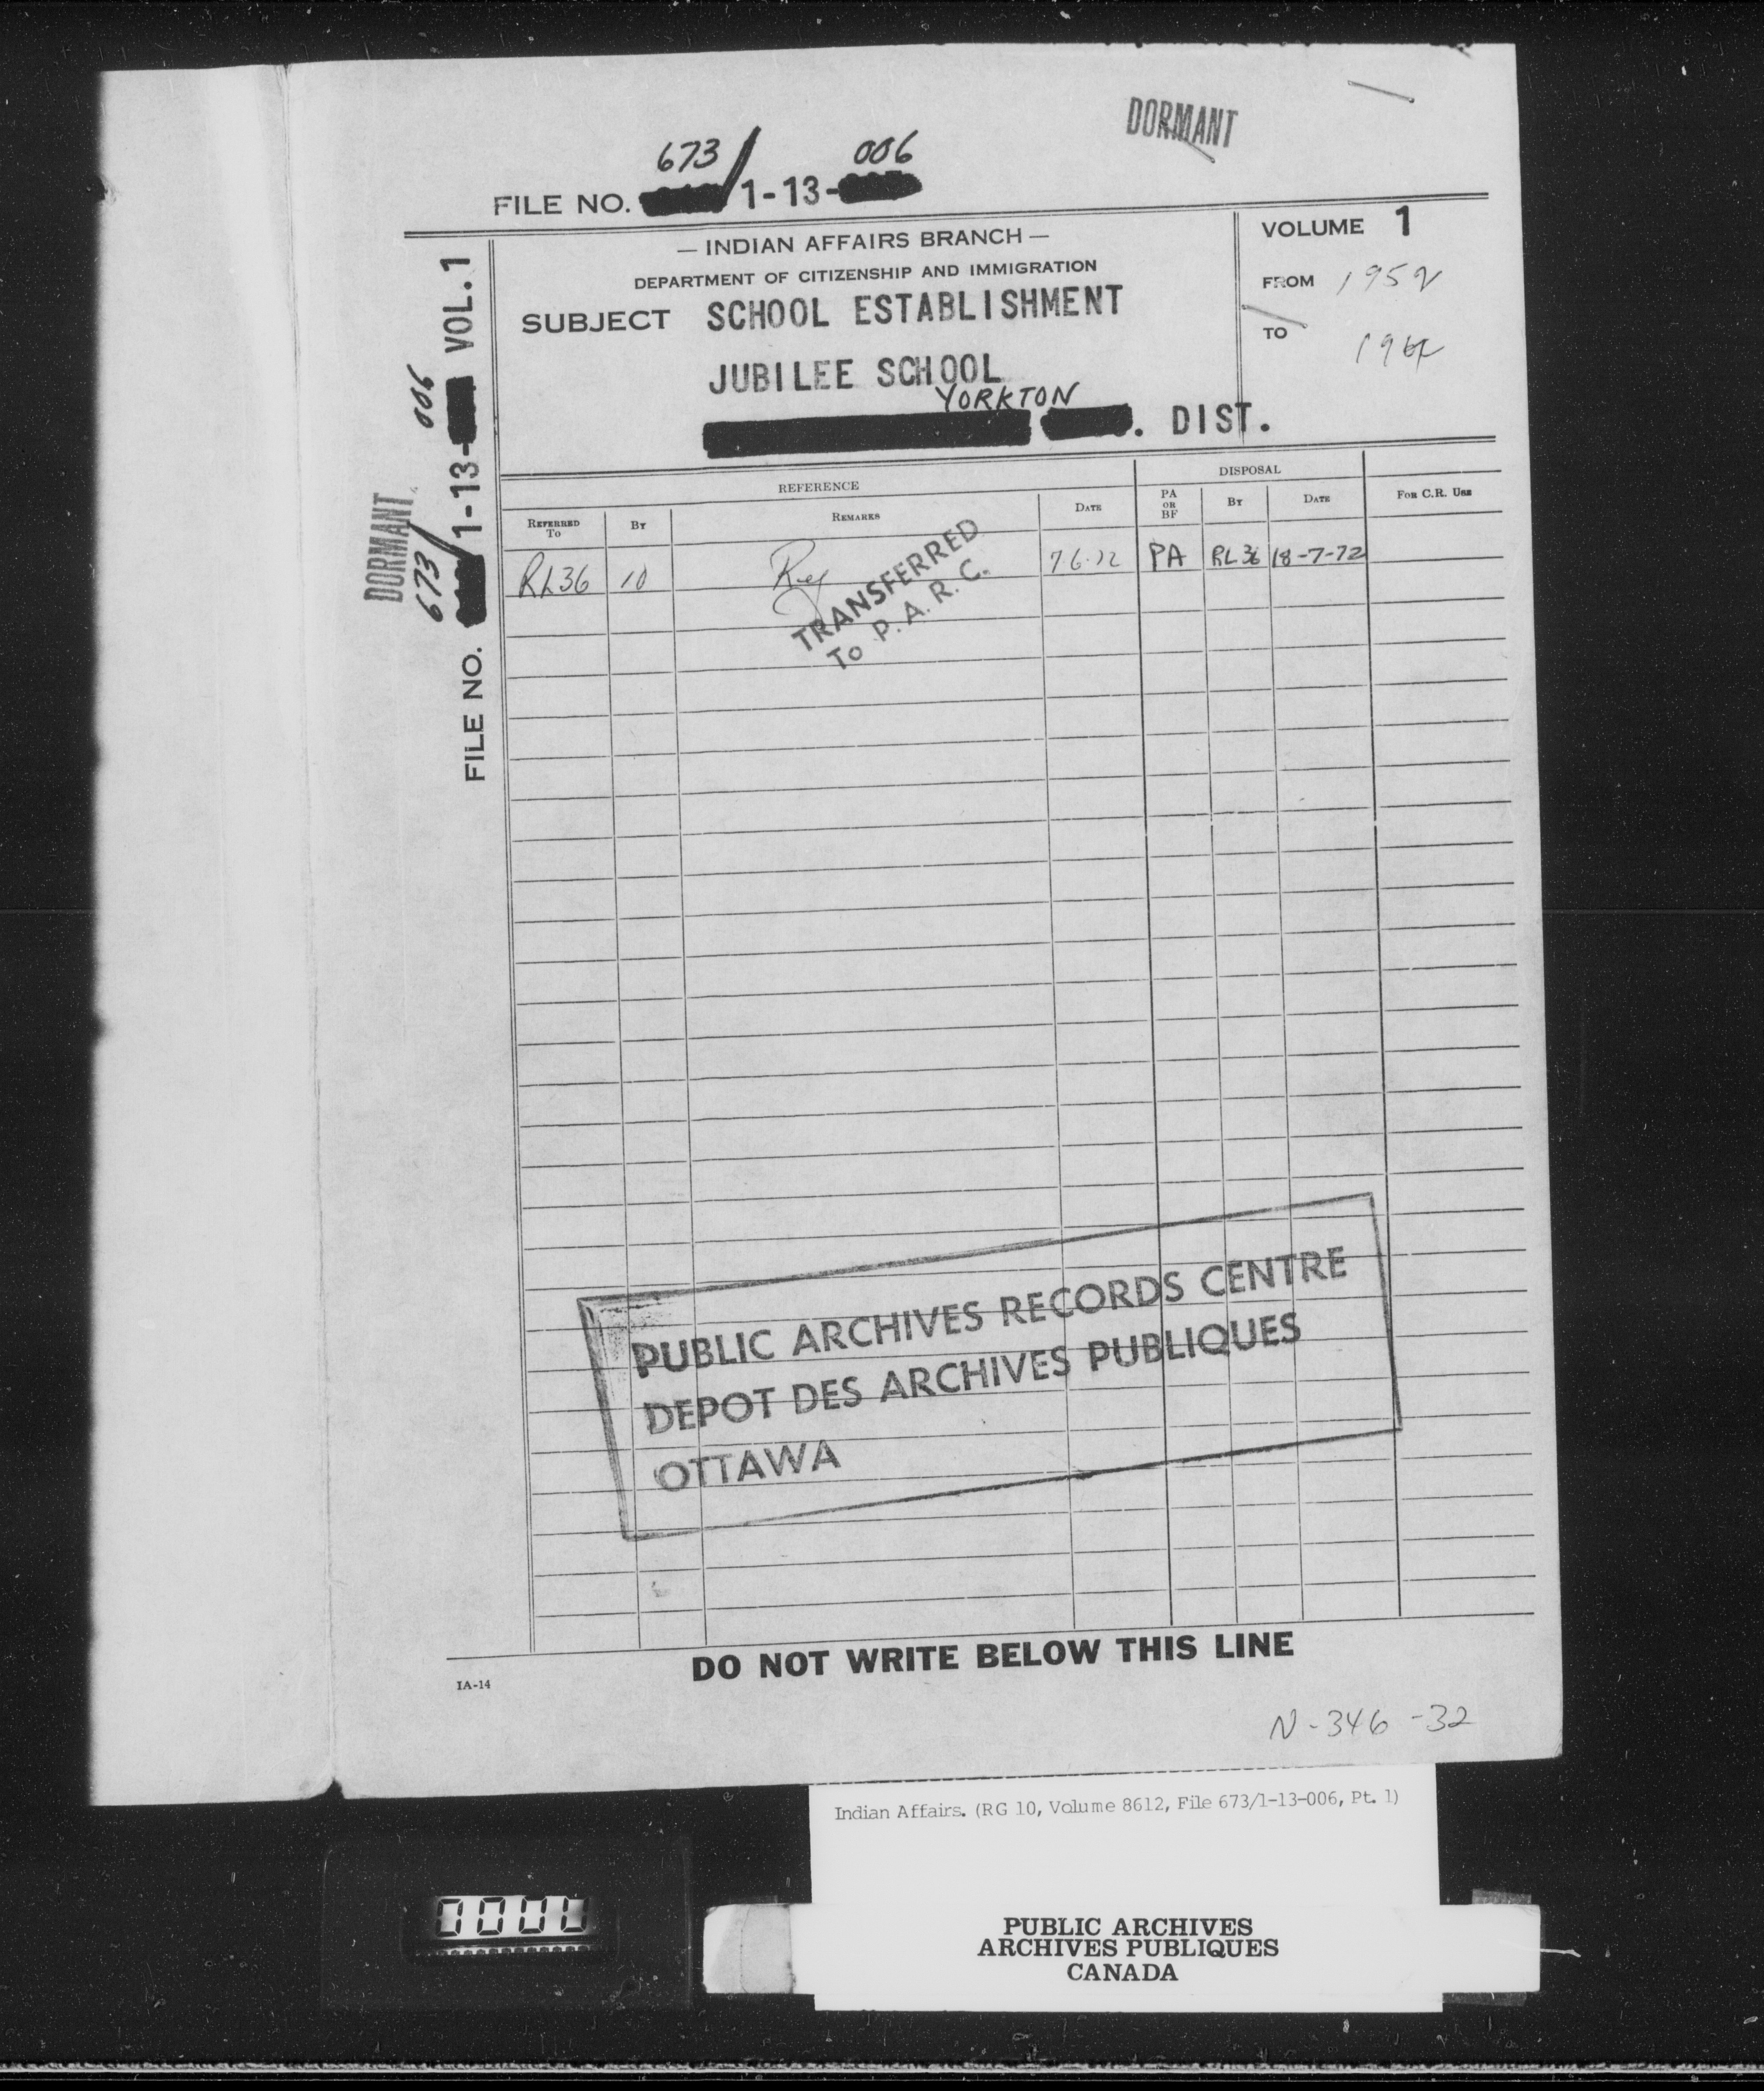 DORMANT
673/ 006
FILE NO. 1-13-
— INDIAN AFFAIRS BRANCH —
DEPARTMENT OF CITIZENSHIP AND IMMIGRATION
SUBJECT SCHOOL ESTABLISHMENT
JUBILEE SCHOOL
YORKTON
. DIST.
VOLUME 1
FROM 1952
TO
DORMANT
673/ 006
FILE NO. 1-13- VOL. 1
REFERENCE
DISPOSAL
REFERRED TO
BY
REMARKS
DATE
PA OR BF
BY
DATE
FOR C.R. USE
RL36 10 7-6-72 PA RL36 18-7-72
TRANSFERRED
To P. A. R. C.
PUBLIC ARCHIVES RECORDS CENTRE
DEPOT DES ARCHIVES PUBLIQUES
OTTAWA
DO NOT WRITE BELOW THIS LINE
IA-14
N-346-32
Indian Affairs. (RG 10, Volume 8612, File 673/1-13-006, Pt. 1)
PUBLIC ARCHIVES
ARCHIVES PUBLIQUES
CANADA